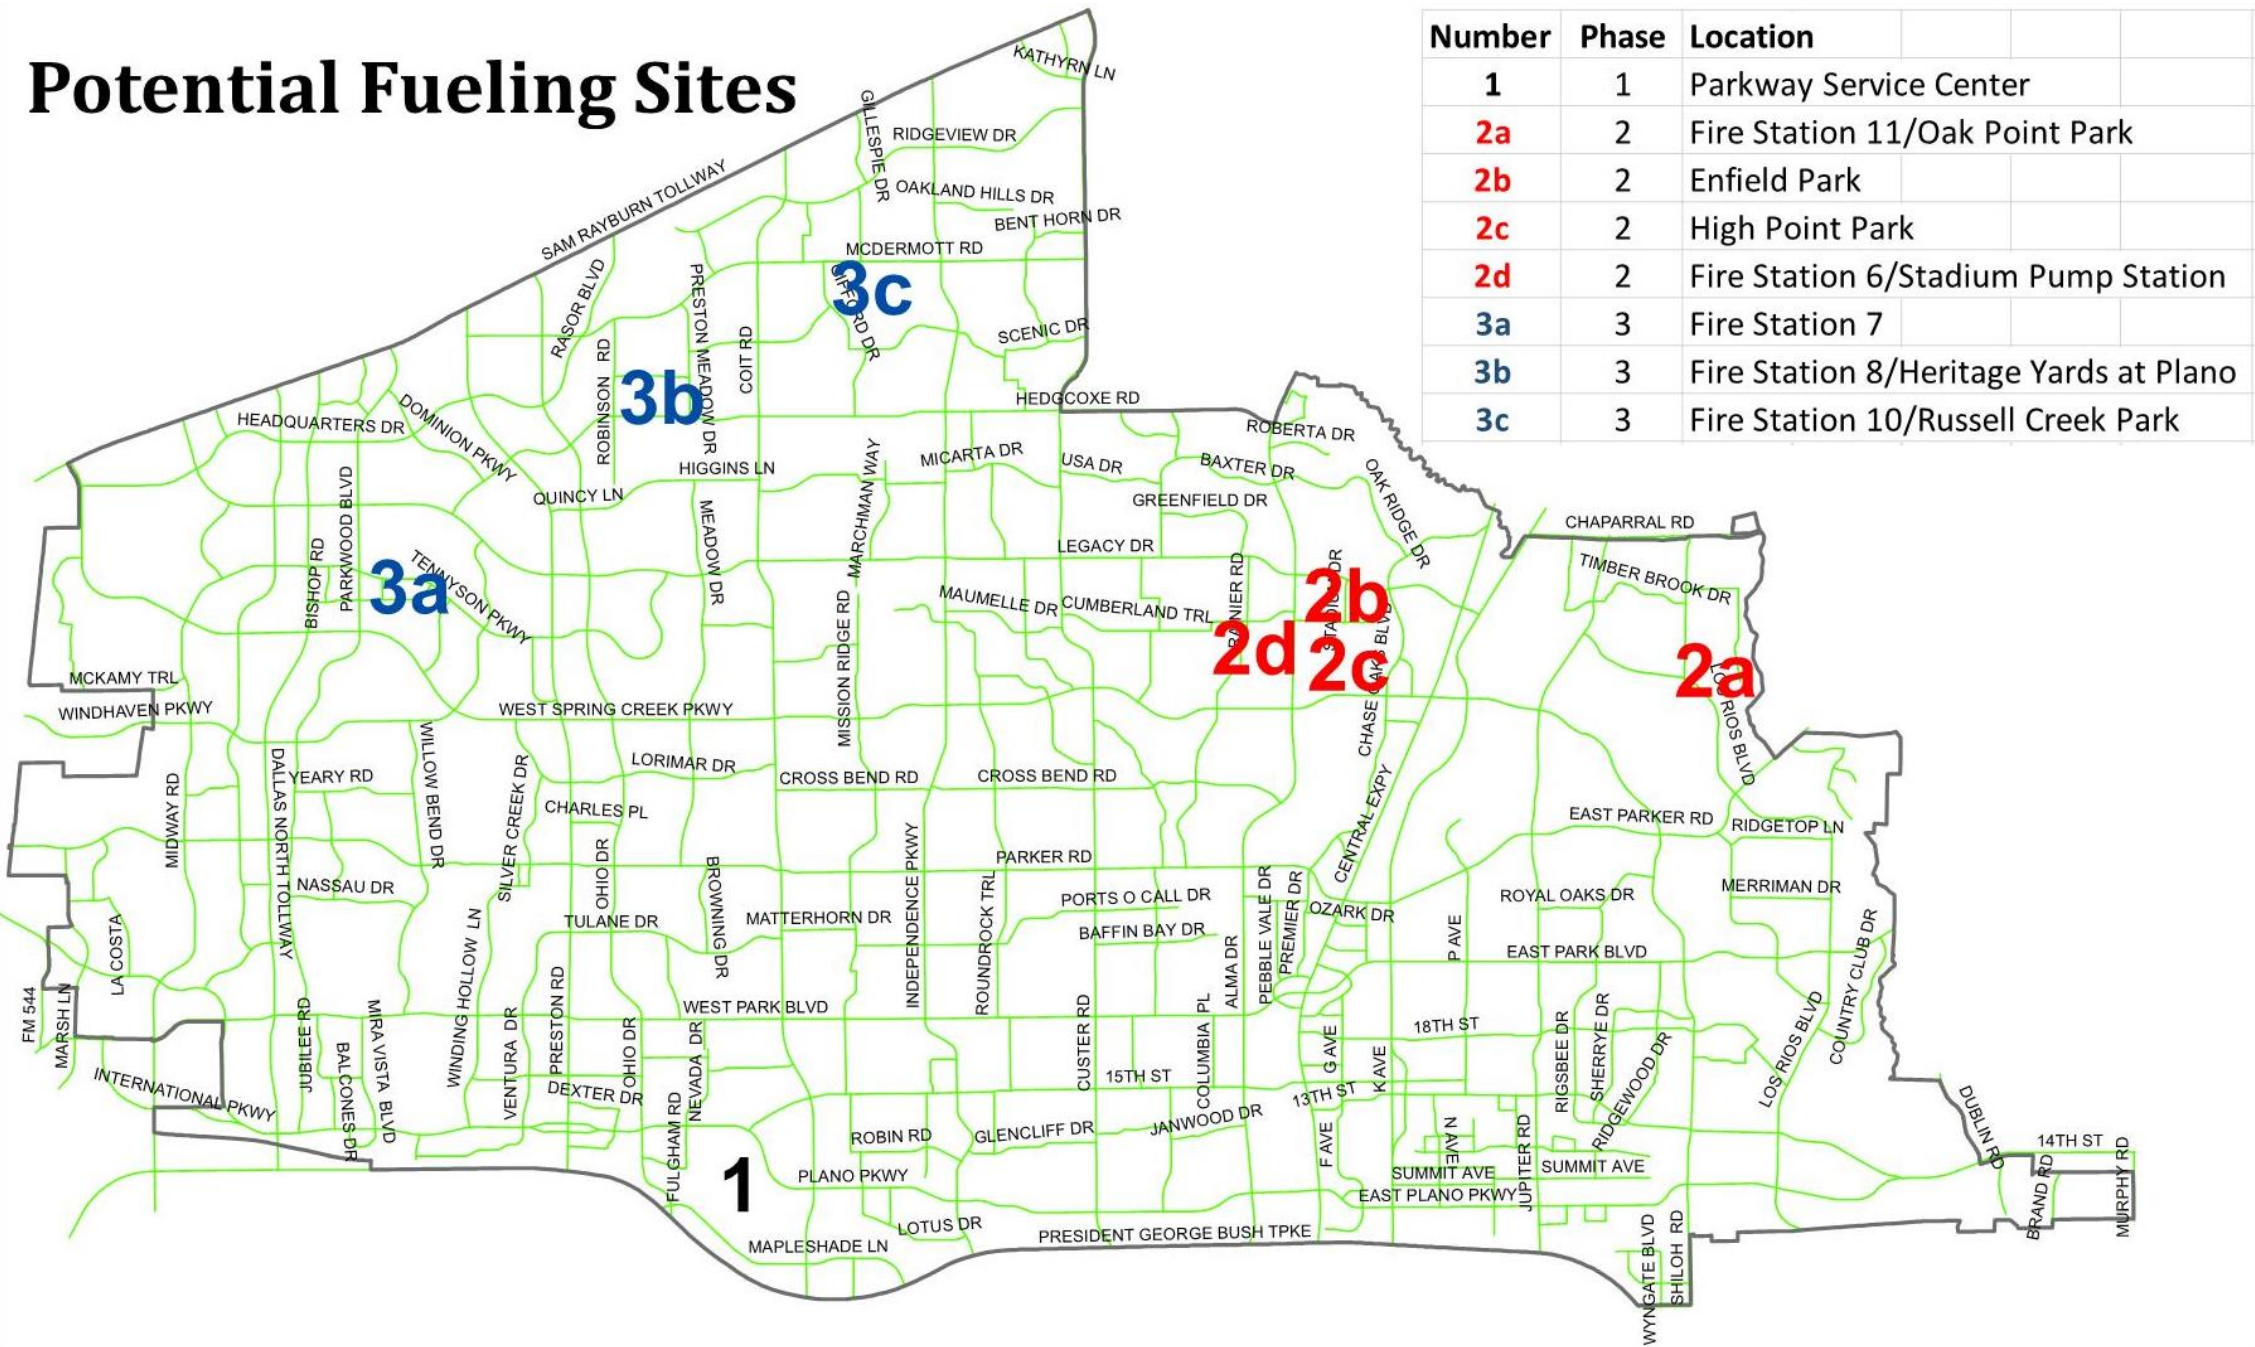 Potential Fueling Sites
Number Phase Location
1 1 Parkway Service Center
2a 2 Fire Station 11/Oak Point Park
2b 2 Enfield Park
2c 2 High Point Park
2d 2 Fire Station 6/Stadium Pump Station
3a 3 Fire Station 7
3b 3 Fire Station 8/Heritage Yards at Plano
3c 3 Fire Station 10/Russell Creek Park
KATHYRN LN
GILLESPIE DR
RIDGEVIEW DR
SAM RAYBURN TOLLWAY
OAKLAND HILLS DR
BENT HORN DR
MCDERMOTT RD
3c
GIFFORD DR
RASOR BLVD
PRESTON MEADOW DR
COIT RD
SCENIC DR
ROBINSON RD
3b
HEDGCOXE RD
HEADQUARTERS DR
DOMINION PKWY
ROBERTA DR
HIGGINS LN
MICARTA DR
USA DR
BAXTER DR
OAK RIDGE DR
QUINCY LN
GREENFIELD DR
PARKWOOD BLVD
MEADOW DR
MARCHMAN WAY
CHAPARRAL RD
BISHOP RD
LEGACY DR
TENNYSON PKWY
3a
RAINIER RD
STADIUM DR
2b
TIMBER BROOK DR
MAUMELLE DR
CUMBERLAND TRL
MISSION RIDGE RD
2d
2c
CHASE OAKS BLVD
2a
LOS RIOS BLVD
MCKAMY TRL
WINDHAVEN PKWY
WEST SPRING CREEK PKWY
WILLOW BEND DR
DALLAS NORTH TOLLWAY
YEARY RD
LORIMAR DR
CROSS BEND RD
CROSS BEND RD
MIDWAY RD
SILVER CREEK DR
CHARLES PL
CENTRAL EXPY
EAST PARKER RD
RIDGETOP LN
INDEPENDENCE PKWY
PARKER RD
OHIO DR
BROWNING DR
NASSAU DR
ROUNDROCK TRL
PORTS O CALL DR
PEBBLE VALE DR
PREMIER DR
ROYAL OAKS DR
MERRIMAN DR
TULANE DR
MATTERHORN DR
OZARK DR
LA COSTA
WINDING HOLLOW LN
BAFFIN BAY DR
ALMA DR
P AVE
EAST PARK BLVD
COUNTRY CLUB DR
PRESTON RD
WEST PARK BLVD
FM 544
MARSH LN
JUBILEE RD
MIRA VISTA BLVD
BALCONES DR
VENTURA DR
OHIO DR
NEVADA DR
CUSTER RD
COLUMBIA PL
G AVE
18TH ST
K AVE
RIGSBEE DR
SHERRYE DR
RIDGEWOOD DR
LOS RIOS BLVD
INTERNATIONAL PKWY
DEXTER DR
15TH ST
13TH ST
FULGHAM RD
ROBIN RD
GLENCLIFF DR
JANWOOD DR
F AVE
N AVE
JUPITER RD
DUBLIN RD
14TH ST
1
PLANO PKWY
SUMMIT AVE
SUMMIT AVE
EAST PLANO PKWY
BRAND RD
MURPHY RD
LOTUS DR
MAPLESHADE LN
PRESIDENT GEORGE BUSH TPKE
WYNGATE BLVD
SHILOH RD